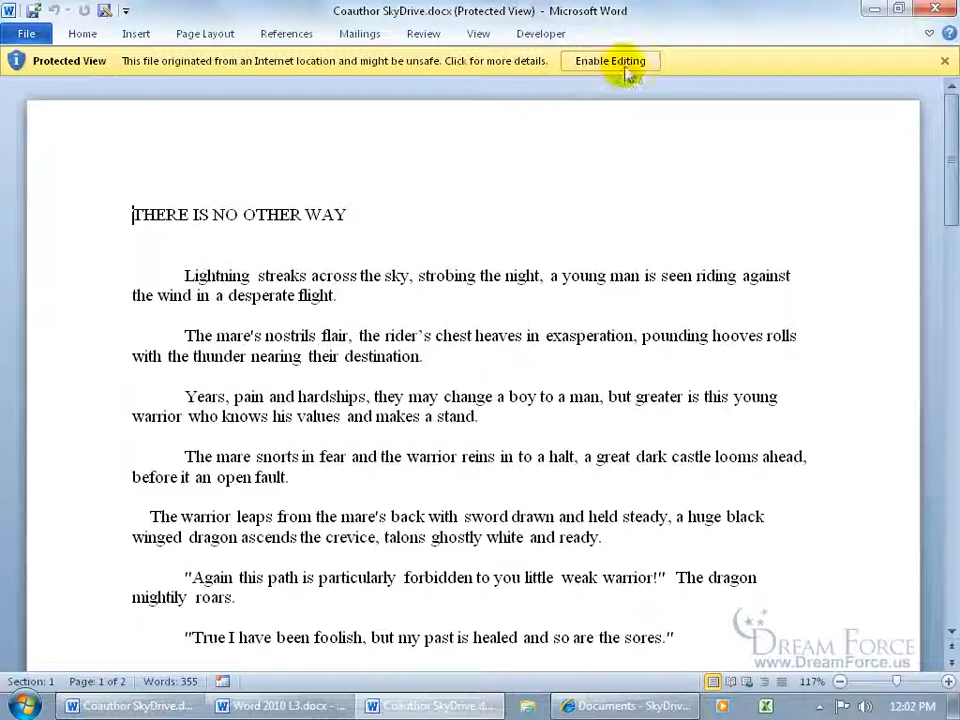 Coauthor SkyDrive.docx (Protected View) - Microsoft Word
File Home Insert Page Layout References Mailings Review View Developer
Protected View This file originated from an Internet location and might be unsafe. Click for more details. Enable Editing
THERE IS NO OTHER WAY
Lightning streaks across the sky, strobing the night, a young man is seen riding against
the wind in a desperate flight.
The mare's nostrils flair, the rider's chest heaves in exasperation, pounding hooves rolls
with the thunder nearing their destination.
Years, pain and hardships, they may change a boy to a man, but greater is this young
warrior who knows his values and makes a stand.
The mare snorts in fear and the warrior reins in to a halt, a great dark castle looms ahead,
before it an open fault.
The warrior leaps from the mare's back with sword drawn and held steady, a huge black
winged dragon ascends the crevice, talons ghostly white and ready.
"Again this path is particularly forbidden to you little weak warrior!" The dragon
mightily roars.
"True I have been foolish, but my past is healed and so are the sores."
DREAM FORCE
www.DreamForce.us
Section: 1 Page: 1 of 2 Words: 355 117%
Coauthor SkyDrive.d... Word 2010 L3.docx - ... Coauthor SkyDrive.d... Documents - SkyDriv... 12:02 PM